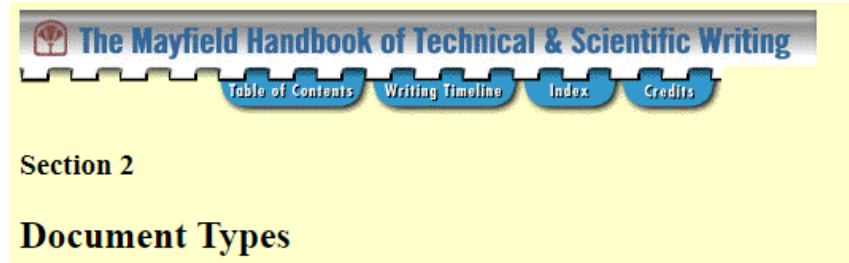 The Mayfield Handbook of Technical & Scientific Writing
Table of Contents Writing Timeline Index Credits
Section 2
Document Types